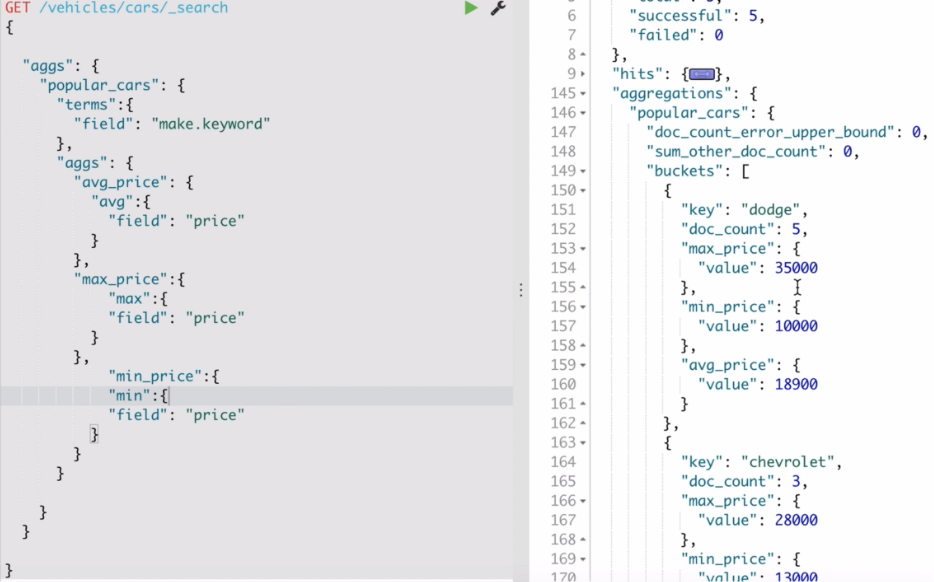 GET /vehicles/cars/_search
{
"aggs": {
"popular_cars": {
"terms":{
"field": "make.keyword"
},
"aggs": {
"avg_price": {
"avg":{
"field": "price"
}
},
"max_price":{
"max":{
"field": "price"
}
},
"min_price":{
"min":{
"field": "price"
}
}
}
}
}
}
6 "successful": 5,
7 "failed": 0
8 },
9 "hits": {},
145 "aggregations": {
146 "popular_cars": {
147 "doc_count_error_upper_bound": 0,
148 "sum_other_doc_count": 0,
149 "buckets": [
150 {
151 "key": "dodge",
152 "doc_count": 5,
153 "max_price": {
154 "value": 35000
155 },
156 "min_price": {
157 "value": 10000
158 },
159 "avg_price": {
160 "value": 18900
161 }
162 },
163 {
164 "key": "chevrolet",
165 "doc_count": 3,
166 "max_price": {
167 "value": 28000
168 },
169 "min_price": {
170 "value": 13000